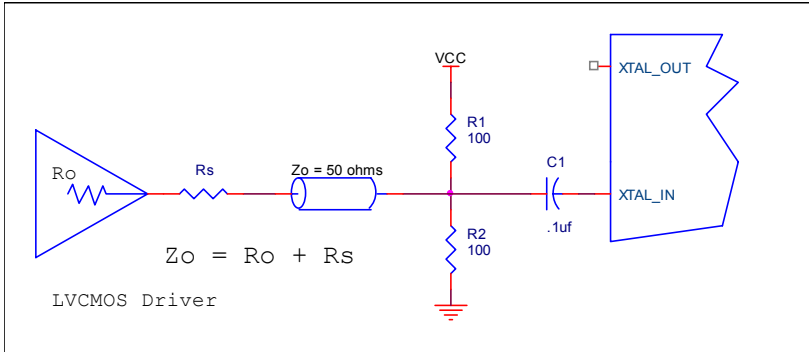 VCC
XTAL_OUT
R1
100
Ro
Rs
Zo = 50 ohms
C1
XTAL_IN
.1uf
R2
100
Zo = Ro + Rs
LVCMOS Driver